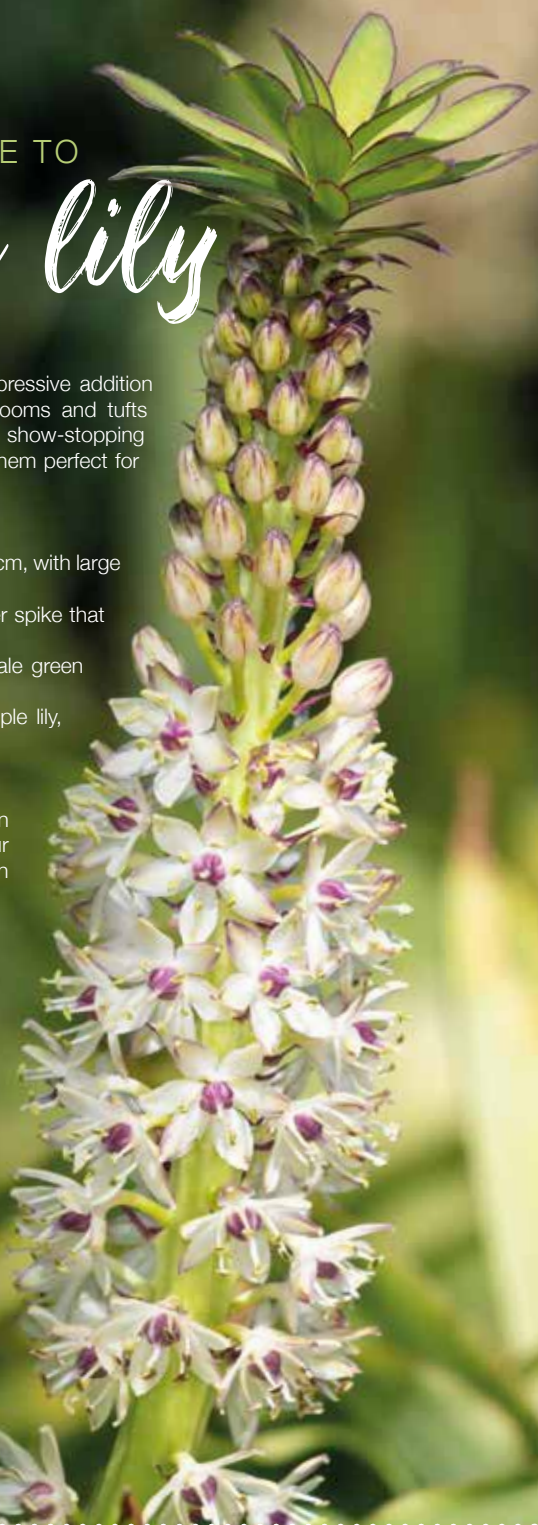 E TO
lily
pressive addition
ooms and tufts
show-stopping
hem perfect for
cm, with large
r spike that
ale green
ple lily,
n
ur
n